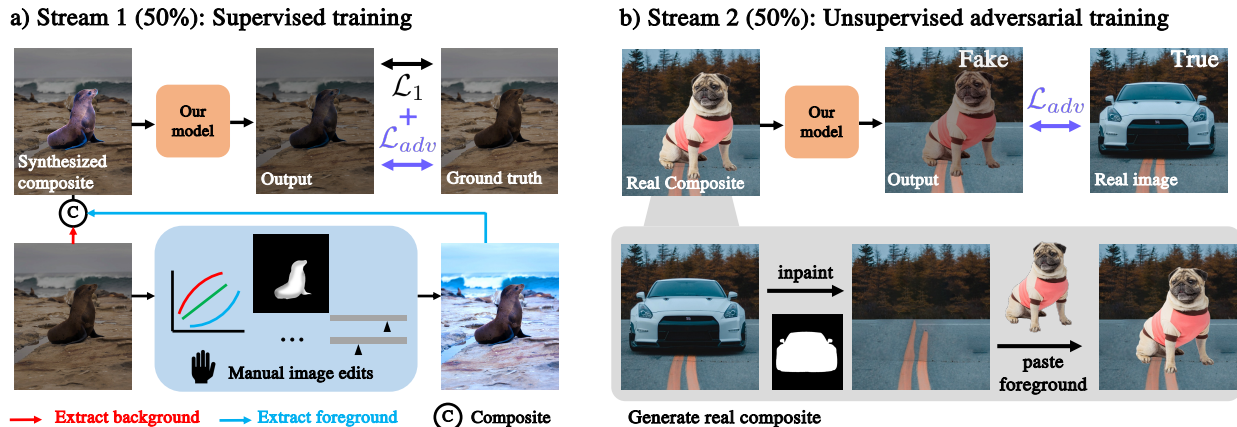 a) Stream 1 (50%): Supervised training
Synthesized
composite
Our
model
Output
L1
+
Ladv
Ground truth
C
Manual image edits
Extract background
Extract foreground
C
Composite
b) Stream 2 (50%): Unsupervised adversarial training
Real Composite
Our
model
Fake
Output
Ladv
True
Real image
inpaint
paste
foreground
Generate real composite